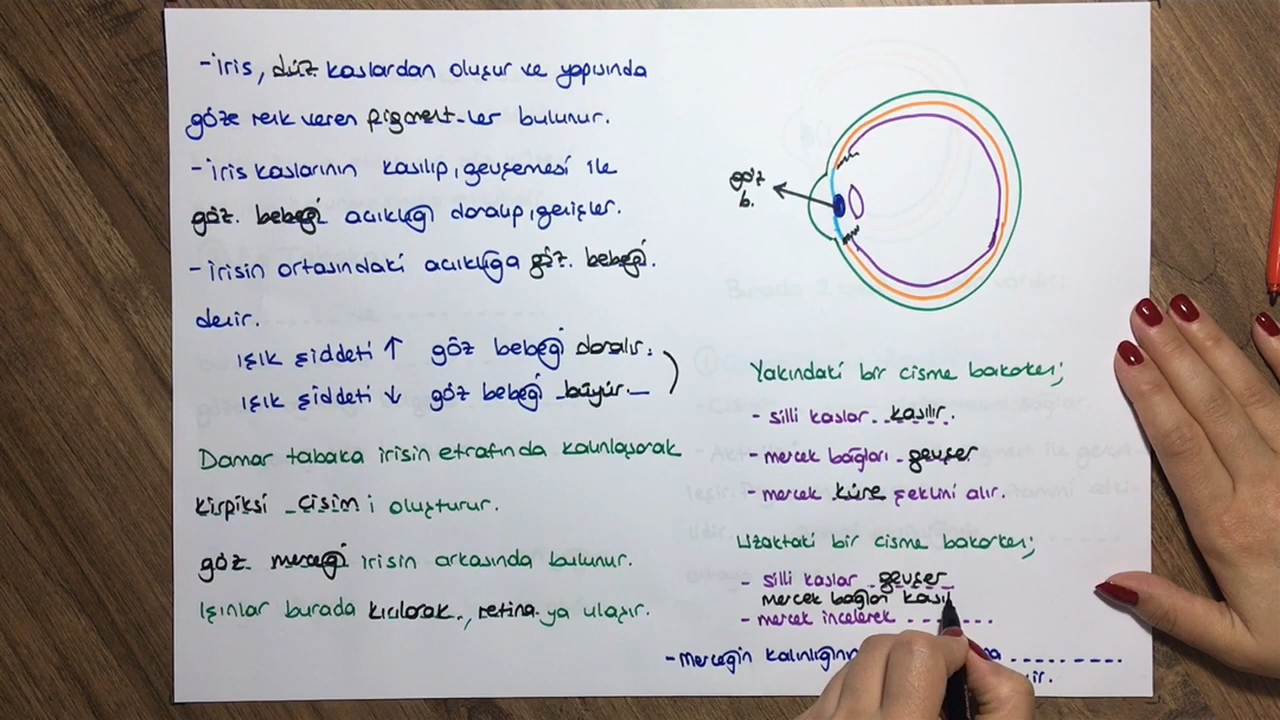 -İris, düz kaslardan oluşur ve yapısında
göze renk veren pigment-ler bulunur.
-İris kaslarının kasılıp, gevşemesi ile
göz bebeği açıklığı daralıp, genişler.
- İrisin ortasındaki açıklığa göz bebeği
denir.
ışık şiddeti ↑ göz bebeği daralır.
ışık şiddeti ↓ göz bebeği büyür.
Damar tabaka irisin etrafında kalınlaşarak
kirpiksi cisim i oluşturur.
göz merceği irisin arkasında bulunur.
Işınlar burada kırılarak, retina ya ulaşır.
göz
b.
Yakındaki bir cisme bakarken;
- silli kaslar kasılır.
- mercek bağları gevşer
- mercek küre şeklini alır.
Uzaktaki bir cisme bakarken;
- silli kaslar gevşer
mercek bağları kası
- mercek incelerek
-Merceğin